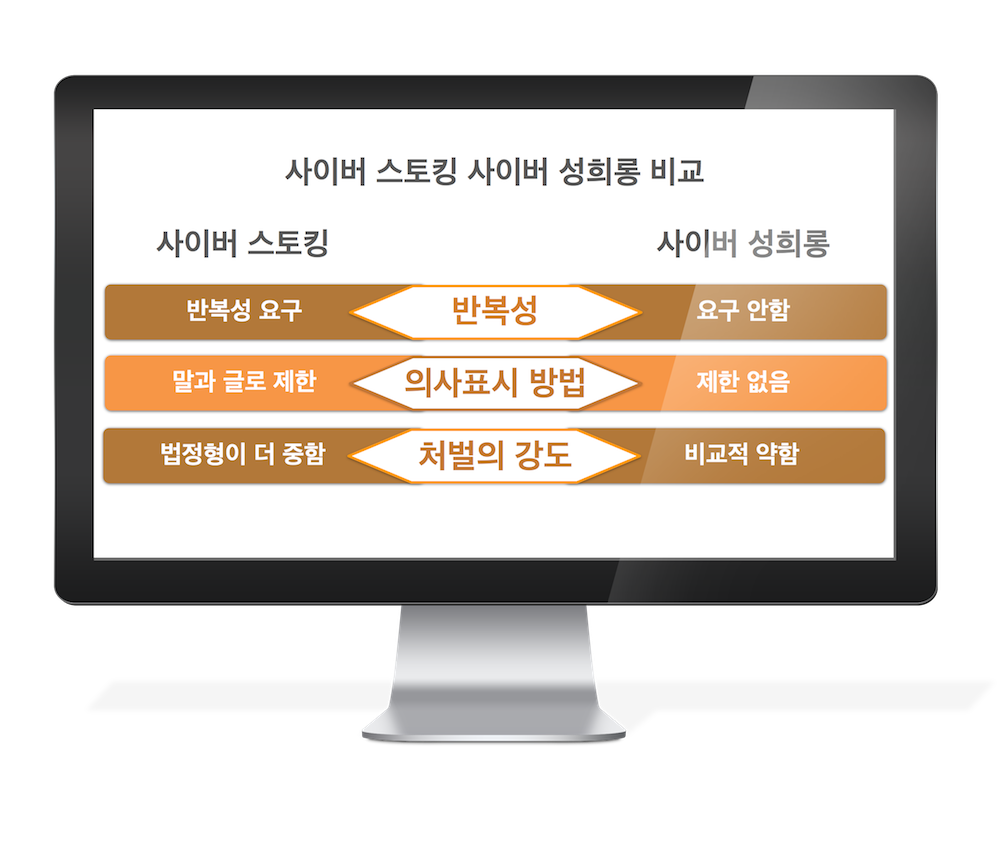 사이버 스토킹 사이버 성희롱 비교
사이버 스토킹 사이버 성희롱
반복성 요구 반복성 요구 안함
말과 글로 제한 의사표시 방법 제한 없음
법정형이 더 중함 처벌의 강도 비교적 약함